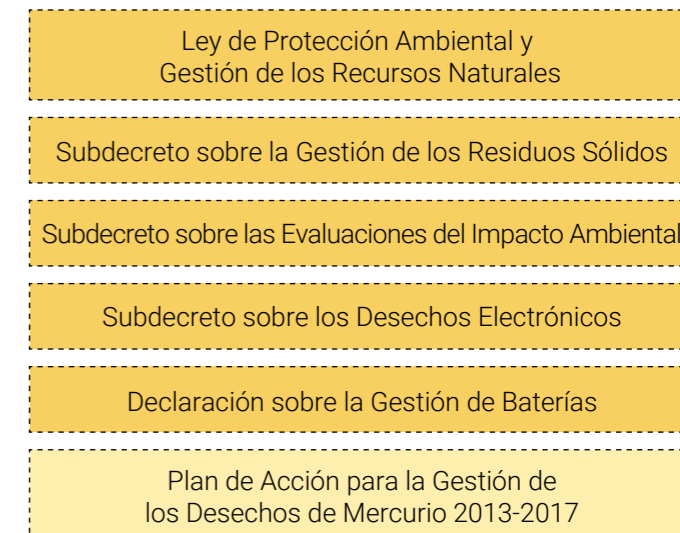 Ley de Protección Ambiental y
Gestión de los Recursos Naturales
Subdecreto sobre la Gestión de los Residuos Sólidos
Subdecreto sobre las Evaluaciones del Impacto Ambiental
Subdecreto sobre los Desechos Electrónicos
Declaración sobre la Gestión de Baterías
Plan de Acción para la Gestión de
los Desechos de Mercurio 2013-2017